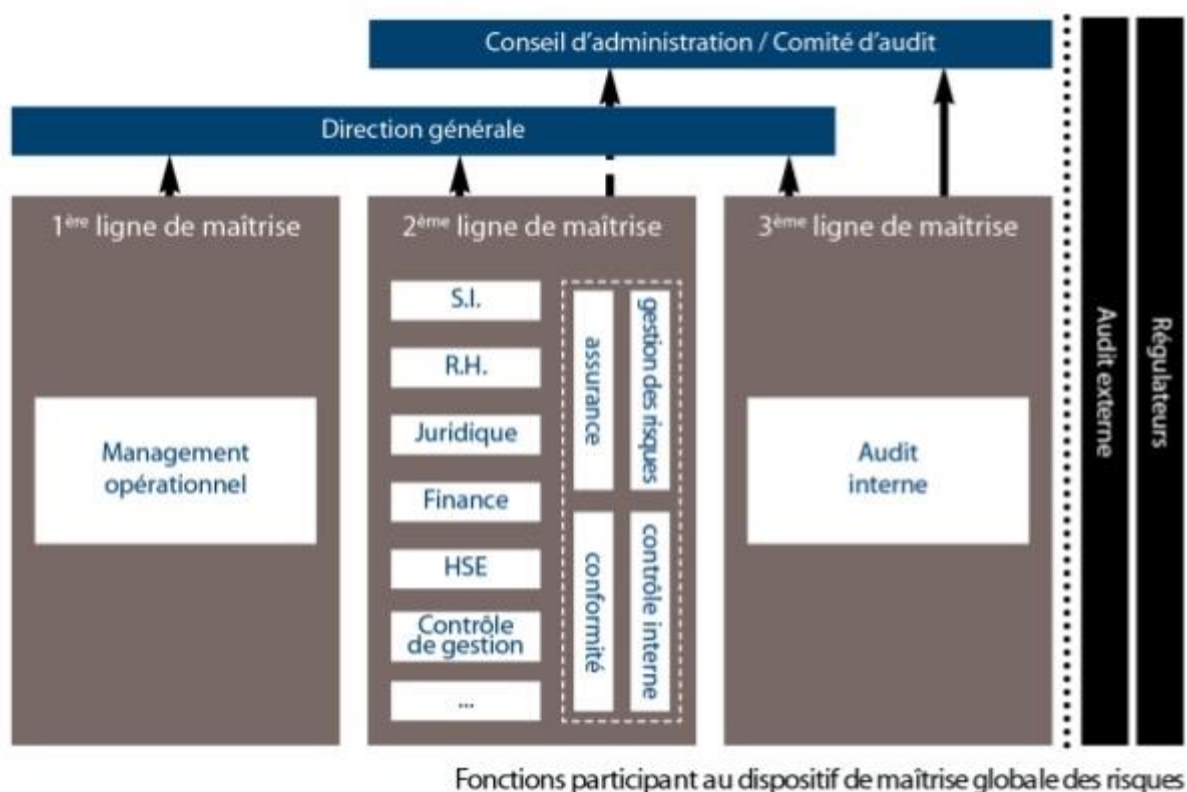 Conseil d'administration / Comité d'audit
Direction générale
1ère ligne de maîtrise
Management
opérationnel
2ème ligne de maîtrise
S.I.
R.H.
Juridique
Finance
HSE
Contrôle
de gestion
...
assurance
gestion des risques
conformité
contrôle interne
3ème ligne de maîtrise
Audit
interne
Audit externe
Régulateurs
Fonctions participant au dispositif de maîtrise globale des risques